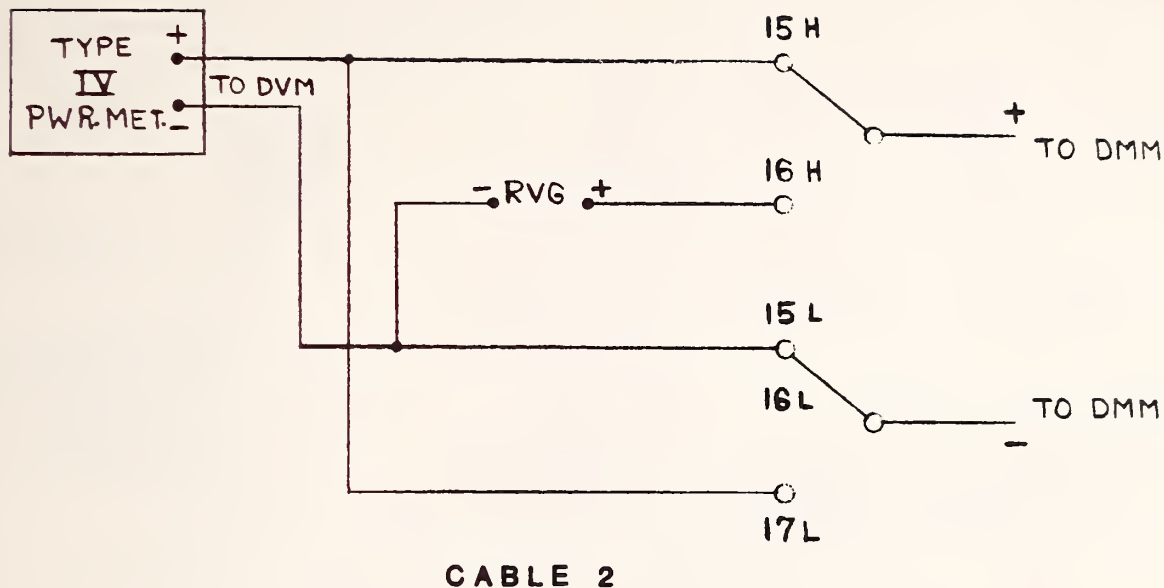 TYPE
IV
PWR.MET.
+
-
TO DVM
15 H
+
TO DMM
16 H
- RVG +
15 L
16 L
TO DMM
-
17 L
CABLE 2